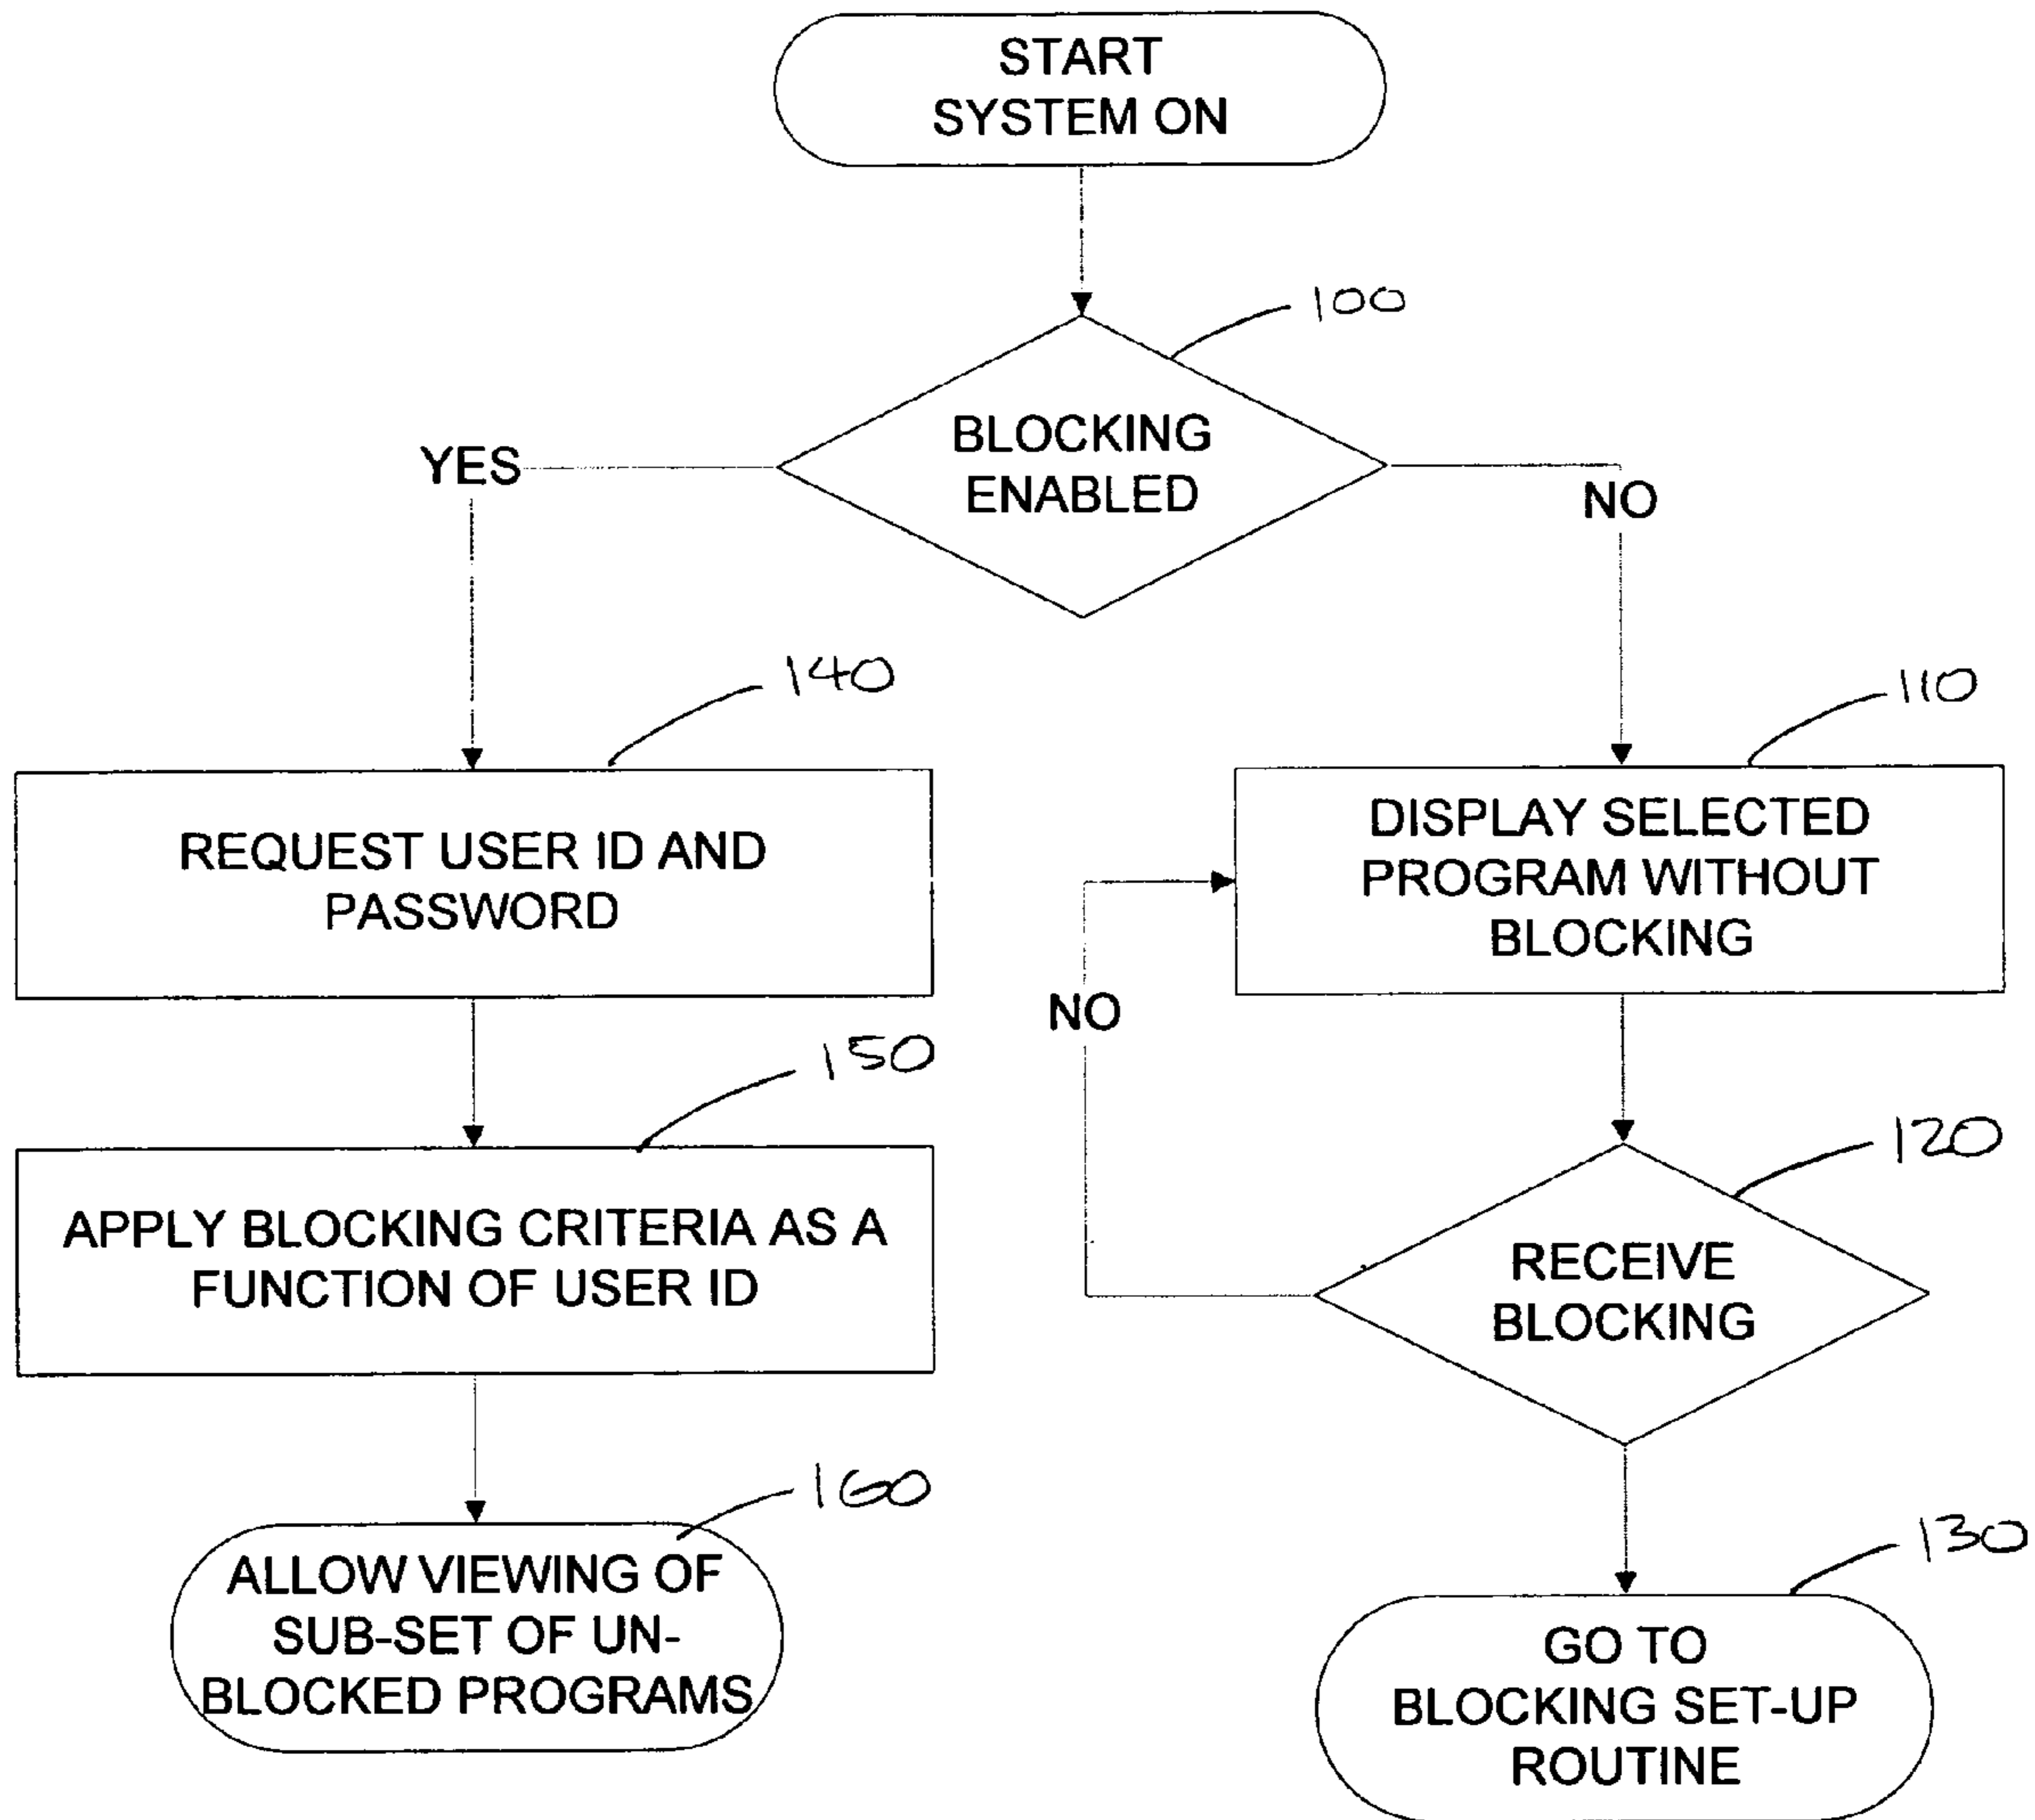 START
SYSTEM ON
100
BLOCKING
ENABLED
YES
NO
140
110
REQUEST USER ID AND
PASSWORD
DISPLAY SELECTED
PROGRAM WITHOUT
BLOCKING
NO
150
120
APPLY BLOCKING CRITERIA AS A
FUNCTION OF USER ID
RECEIVE
BLOCKING
160
130
ALLOW VIEWING OF
SUB-SET OF UN-
BLOCKED PROGRAMS
GO TO
BLOCKING SET-UP
ROUTINE